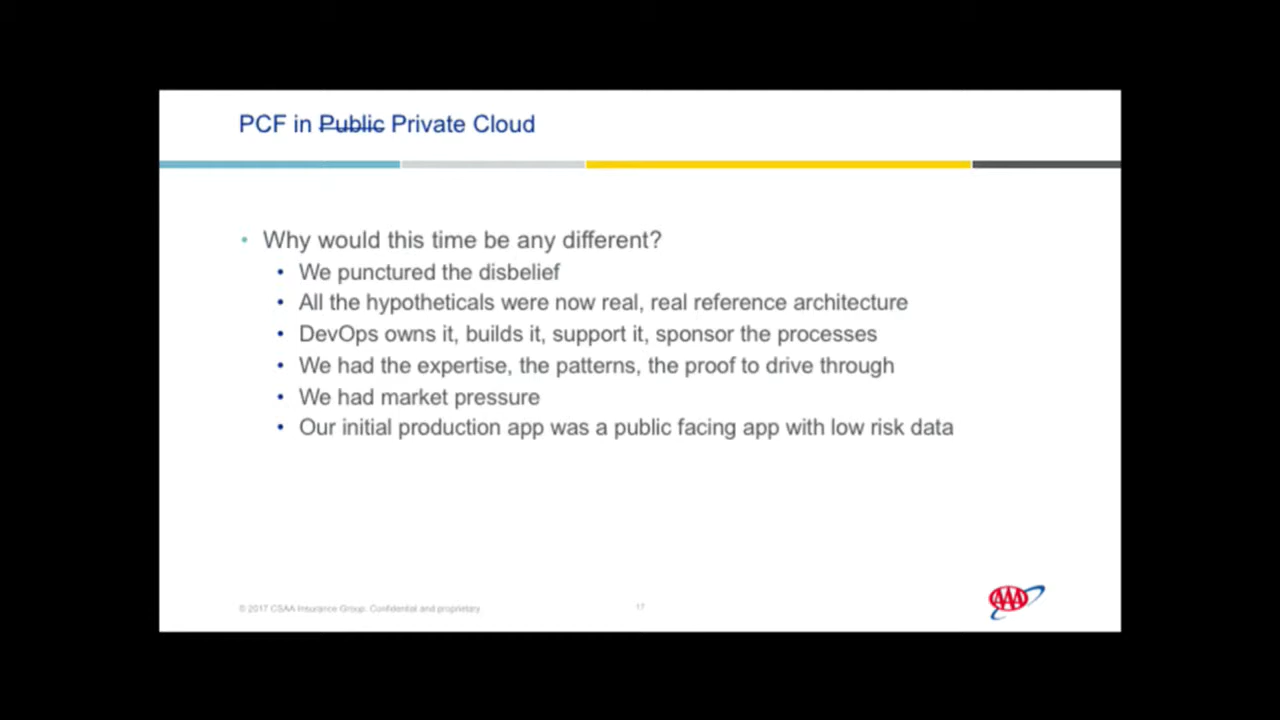 PCF in Public Private Cloud
• Why would this time be any different?
• We punctured the disbelief
• All the hypotheticals were now real, real reference architecture
• DevOps owns it, builds it, support it, sponsor the processes
• We had the expertise, the patterns, the proof to drive through
• We had market pressure
• Our initial production app was a public facing app with low risk data
© 2017 CSAA Insurance Group. Confidential and proprietary.
17
AAA